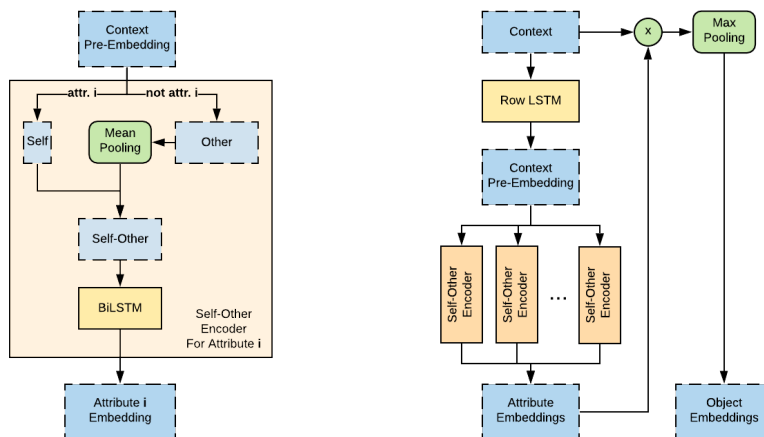 Context
Pre-Embedding
attr. i
not attr. i
Self
Mean
Pooling
Other
Self-Other
BiLSTM
Self-Other
Encoder
For Attribute i
Attribute i
Embedding
Context
x
Max
Pooling
Row LSTM
Context
Pre-Embedding
Self-Other
Encoder
Self-Other
Encoder
...
Self-Other
Encoder
Attribute
Embeddings
Object
Embeddings